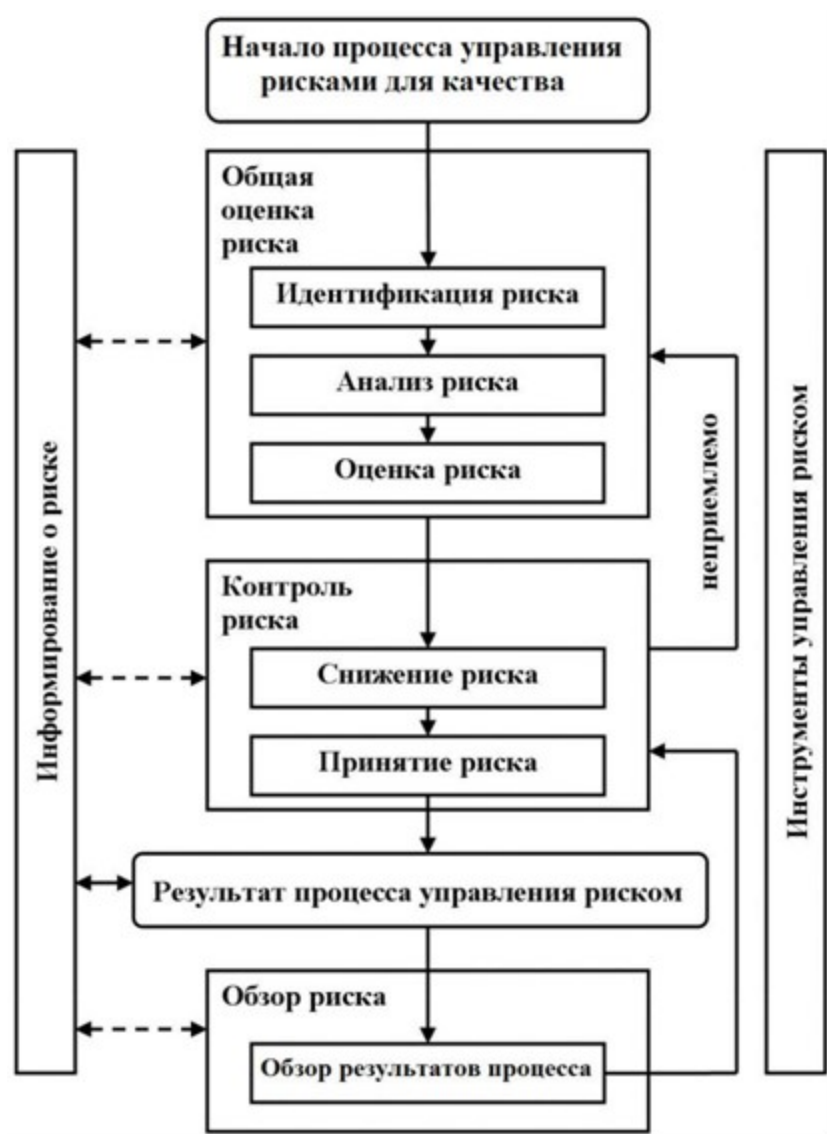 Начало процесса управления
рисками для качества
Общая
оценка
риска
Идентификация риска
Анализ риска
Оценка риска
Информирование о риске
неприемлемо
Инструменты управления риском
Контроль
риска
Снижение риска
Принятие риска
Результат процесса управления риском
Обзор риска
Обзор результатов процесса